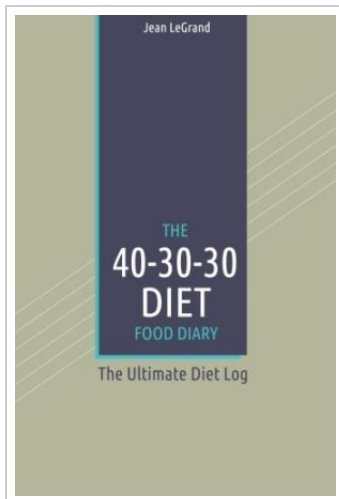 Jean LeGrand
THE
40-30-30
DIET
FOOD DIARY
The Ultimate Diet Log